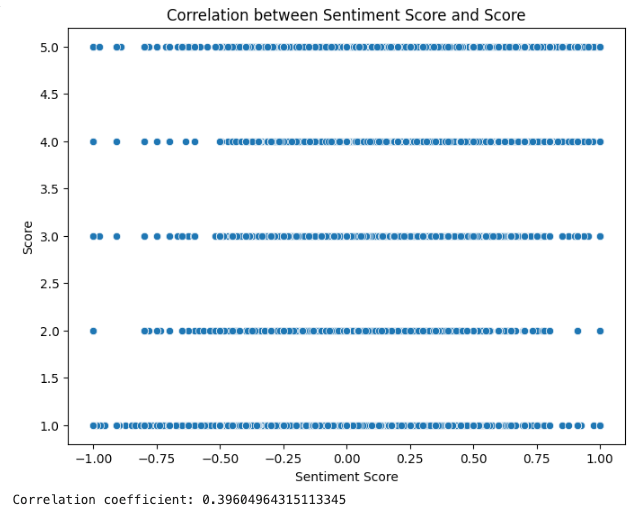 Correlation between Sentiment Score and Score
5.0
4.5
4.0
3.5
3.0
2.5
2.0
1.5
1.0
Score
−1.00 −0.75 −0.50 −0.25 0.00 0.25 0.50 0.75 1.00
Sentiment Score
Correlation coefficient: 0.39604964315113345